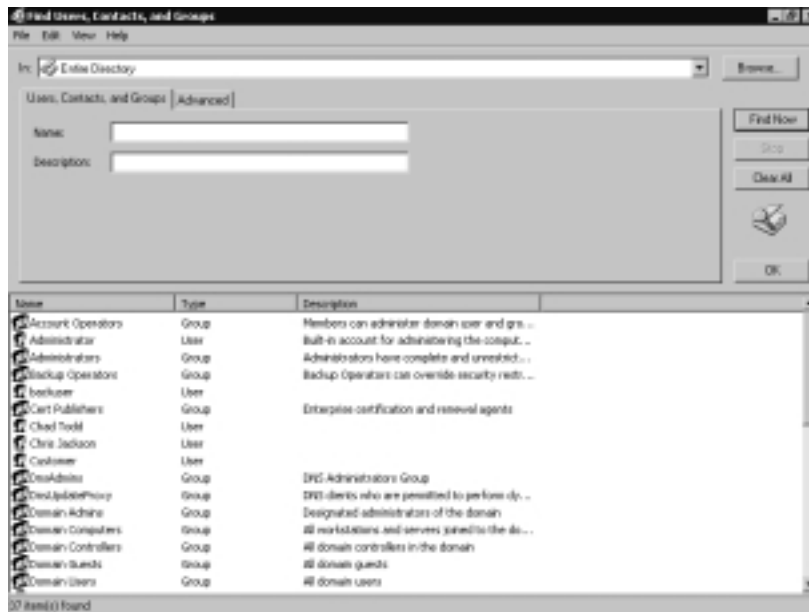 Find Users, Contacts, and Groups
File Edit View Help
In: Entire Directory Browse...
Users, Contacts, and Groups Advanced
Find Now
Name:
Stop
Description:
Clear All
OK
Name Type Description
Account Operators Group Members can administer domain user and gro...
Administrator User Built-in account for administering the comput...
Administrators Group Administrators have complete and unrestrict...
Backup Operators Group Backup Operators can override security restr...
backuser User
Cert Publishers Group Enterprise certification and renewal agents
Chad Todd User
Chris Jackson User
Customer User
DnsAdmins Group DNS Administrators Group
DnsUpdateProxy Group DNS clients who are permitted to perform dy...
Domain Admins Group Designated administrators of the domain
Domain Computers Group All workstations and servers joined to the do...
Domain Controllers Group All domain controllers in the domain
Domain Guests Group All domain guests
Domain Users Group All domain users
37 item(s) found